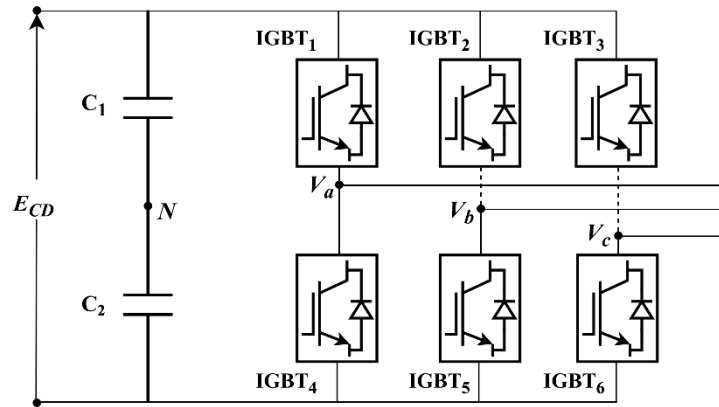 IGBT1 IGBT2 IGBT3
C1
Va
ECD N Vb
Vc
C2
IGBT4 IGBT5 IGBT6